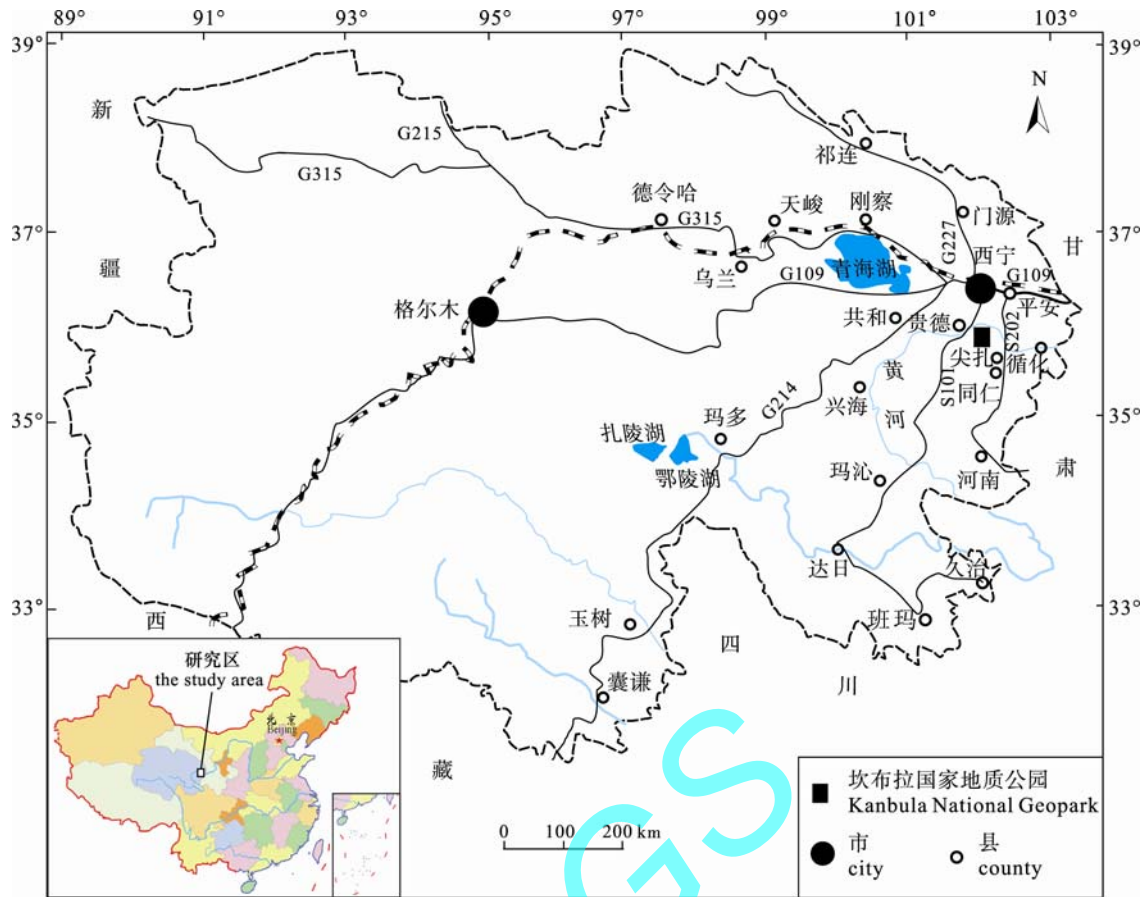 89° 91° 93° 95° 97° 99° 101° 103°
39° 39°
N
新
G215
祁连
G315
德令哈
天峻
刚察
门源
G315
G227
甘
37° 37°
西宁
疆
乌兰
青海湖
G109
G109
格尔木
平安
共和
贵德
S202
尖扎
循化
黄
S101
同仁
兴海
河
G214
35° 35°
玛多
扎陵湖
肃
鄂陵湖
玛沁
河南
达日
久治
33° 33°
西
玉树
班玛
四
研究区
the study area
川
囊谦
北京
Beijing
藏
坎布拉国家地质公园
Kanbula National Geopark
0 100 200 km
市
city
县
county
GS